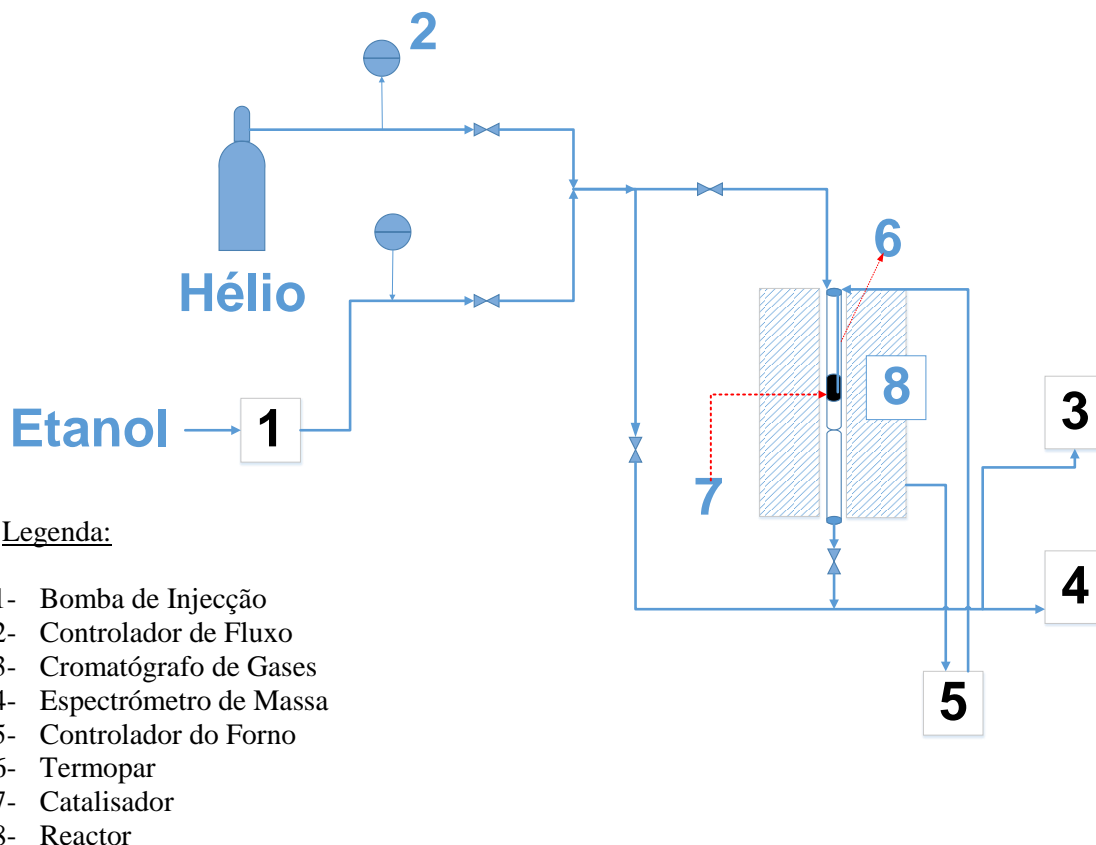 2
Hélio
6
8
3
Etanol
1
7
Legenda:
4
1- Bomba de Injecção
2- Controlador de Fluxo
3- Cromatógrafo de Gases
4- Espectrómetro de Massa
5- Controlador do Forno
5
6- Termopar
7- Catalisador
8- Reactor